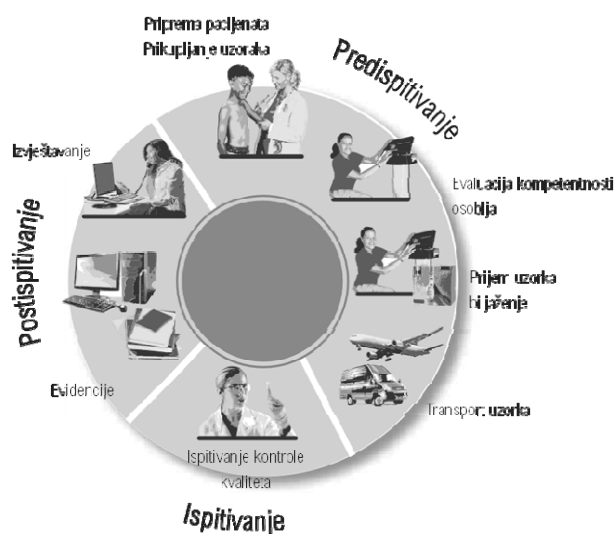 Priprema pacijenata
Prikupljanje uzoraka
Predispitivanje
Evaluacija kompetentnosti
osoblja
Prijem uzorka
bilježenje
Transport uzorka
Ispitivanje kontrole
kvaliteta
Ispitivanje
Evidencije
Postispitivanje
Izvještavanje